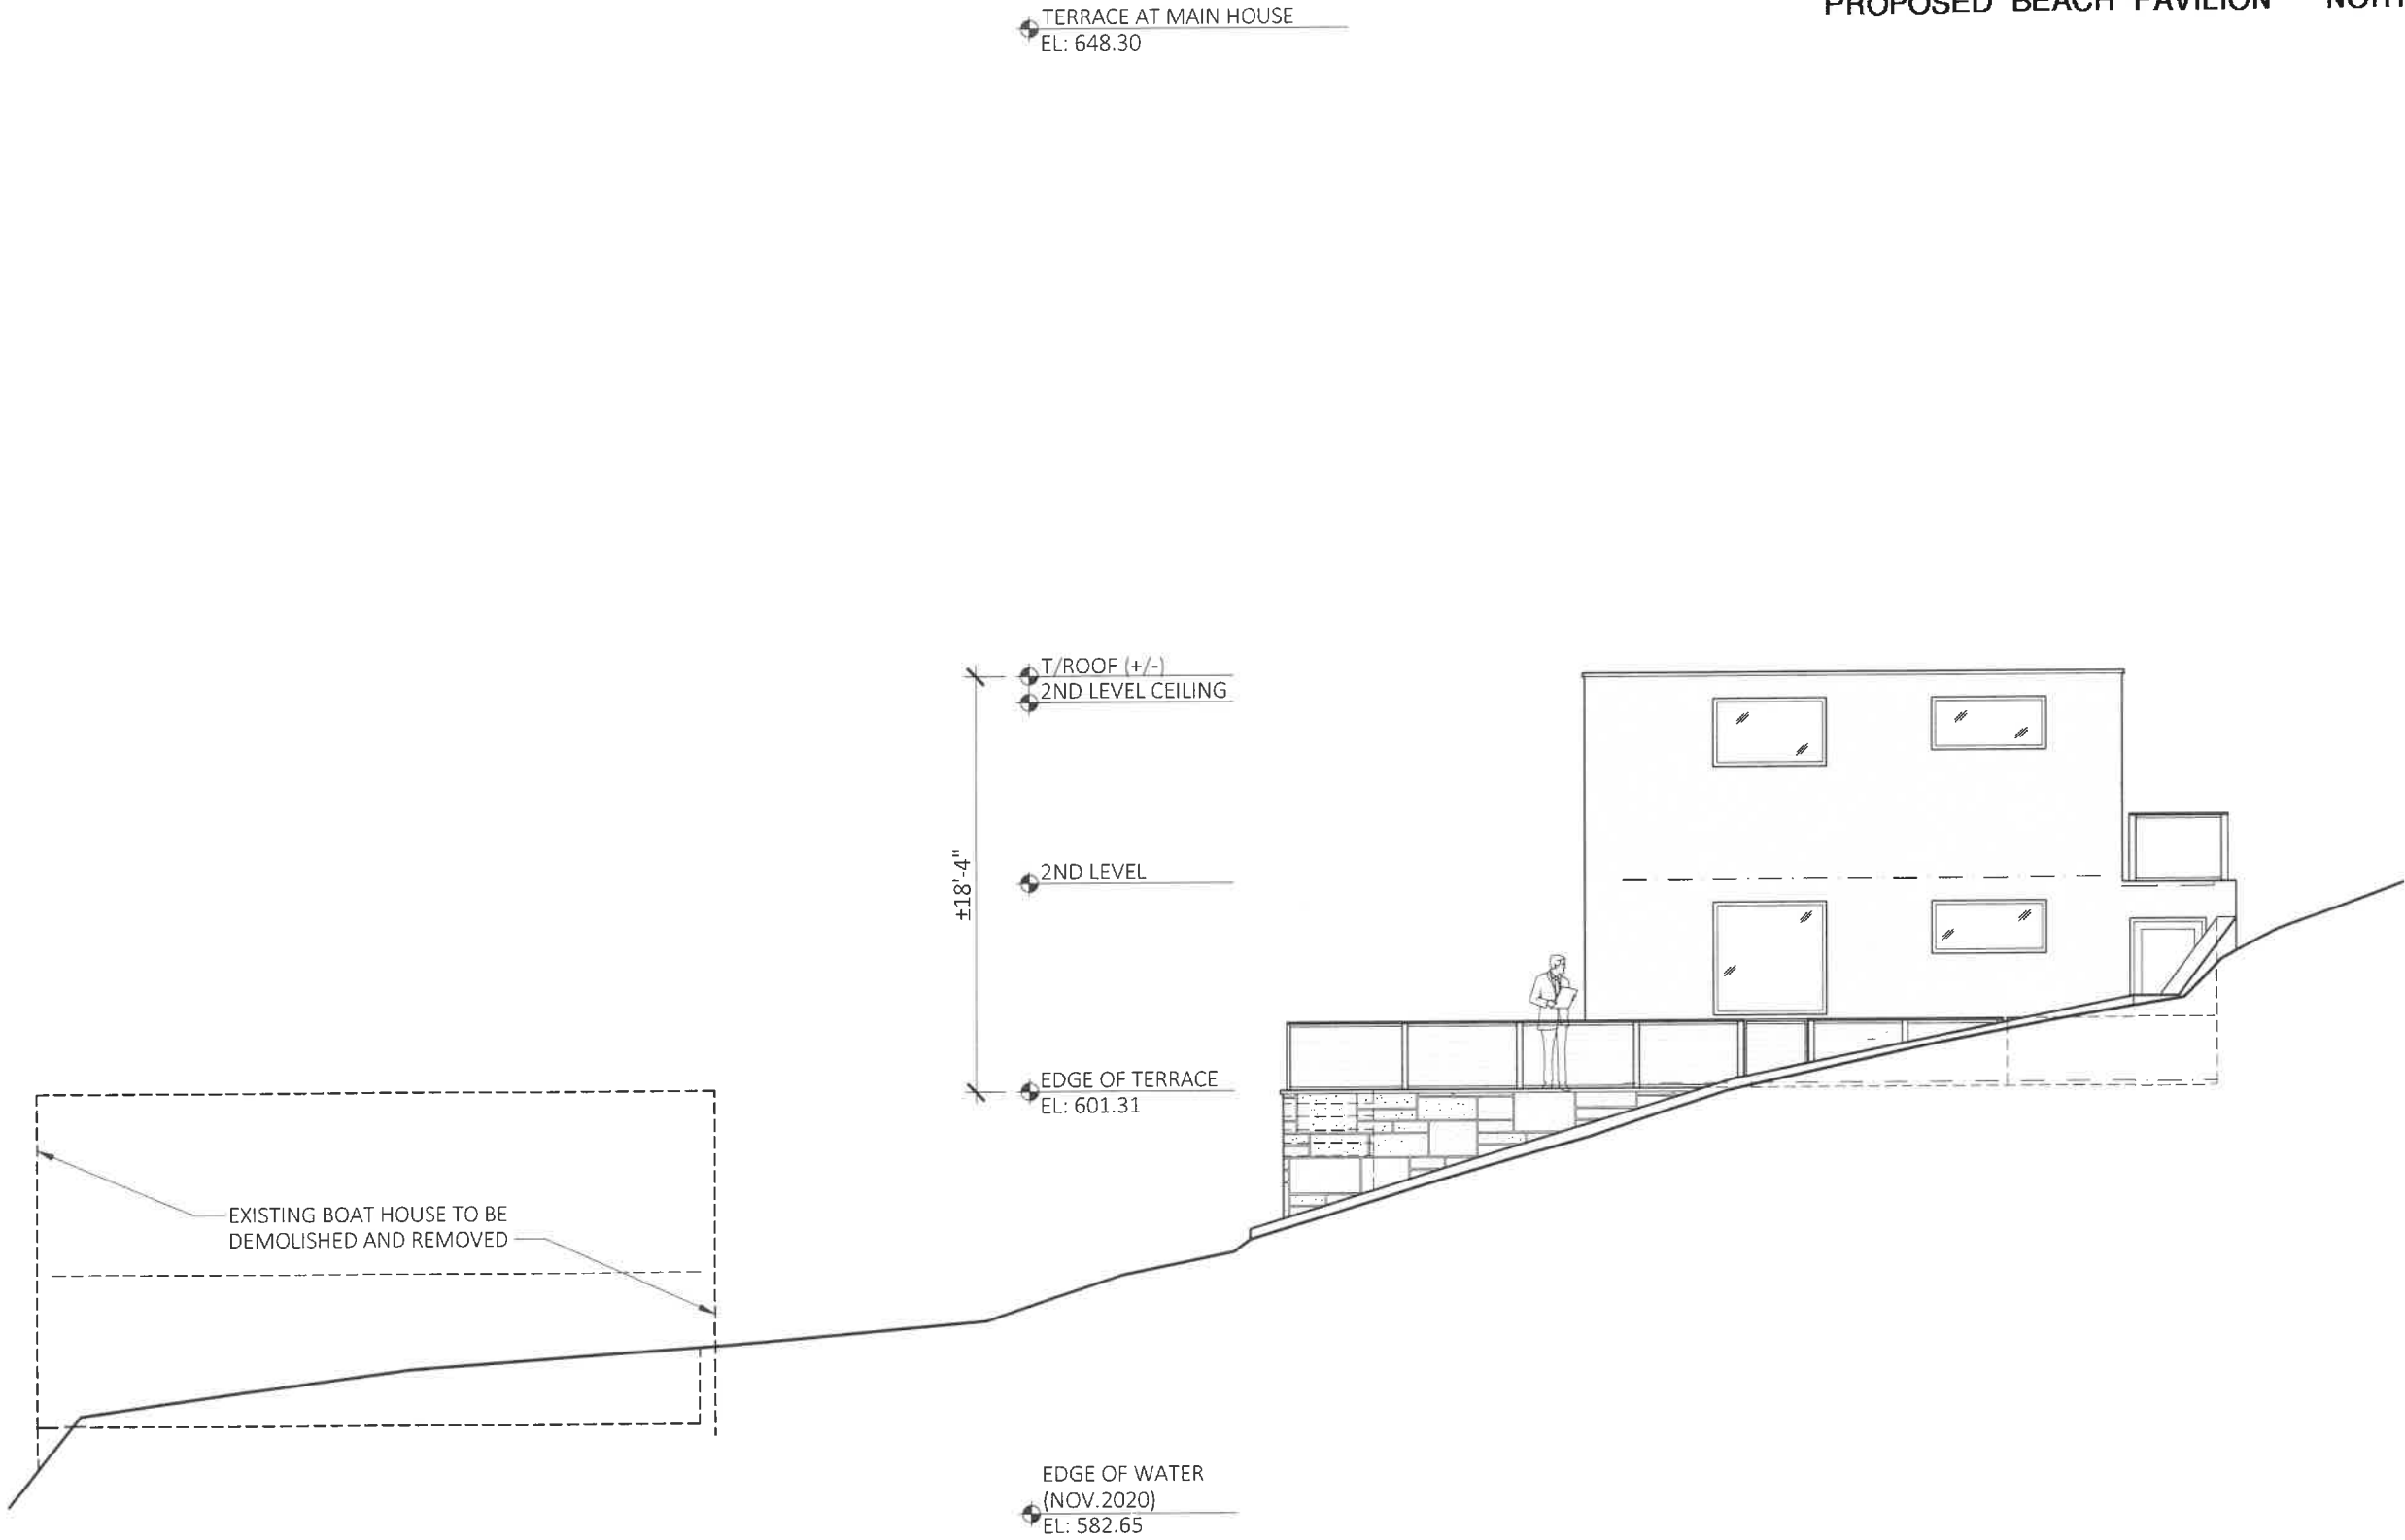 PROPOSED BEACH PAVILION
TERRACE AT MAIN HOUSE
EL: 648.30
T/ROOF (+/-)
2ND LEVEL CEILING
±18'-4"
2ND LEVEL
EDGE OF TERRACE
EL: 601.31
EXISTING BOAT HOUSE TO BE
DEMOLISHED AND REMOVED
EDGE OF WATER
(NOV.2020)
EL: 582.65